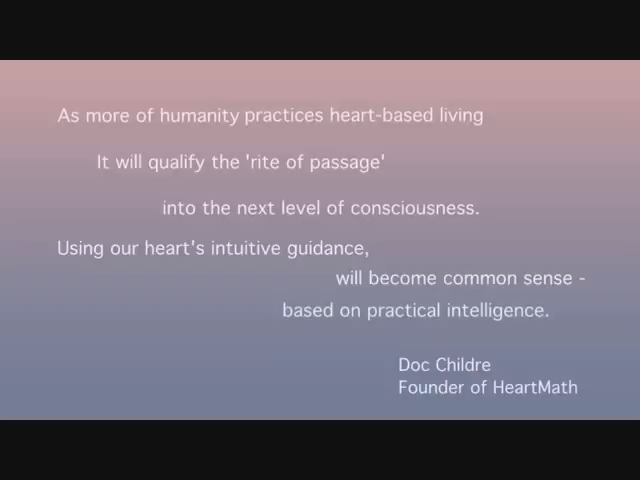 As more of humanity practices heart-based living
It will qualify the 'rite of passage'
into the next level of consciousness.
Using our heart's intuitive guidance,
will become common sense -
based on practical intelligence.
Doc Childre
Founder of HeartMath